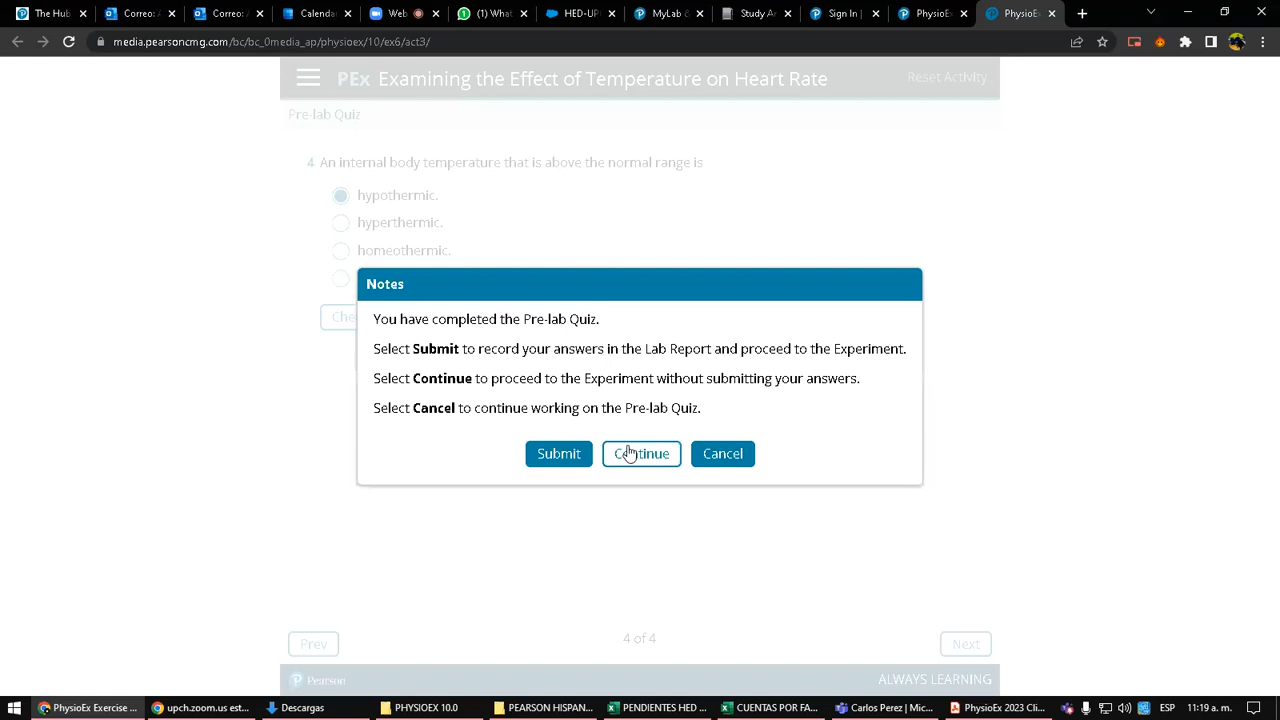 The Hub
Correo: A
Correo: A
Calenda
Web
(1) What
HED-UP
MyLab &
Study A
Sign In |
PhysioEx
PhysioEx
media.pearsoncmg.com/bc/bc_0media_ap/physioex/10/ex6/act3/
PEx Examining the Effect of Temperature on Heart Rate
Reset Activity
Pre-lab Quiz
4 An internal body temperature that is above the normal range is
hypothermic.
hyperthermic.
homeothermic.
Notes
You have completed the Pre-lab Quiz.
Select Submit to record your answers in the Lab Report and proceed to the Experiment.
Select Continue to proceed to the Experiment without submitting your answers.
Select Cancel to continue working on the Pre-lab Quiz.
Submit
Continue
Cancel
Prev
4 of 4
Next
Pearson
ALWAYS LEARNING
PhysioEx Exercise ...
upch.zoom.us est...
Descargas
PHYSIOEX 10.0
PEARSON HISPAN...
PENDIENTES HED ...
CUENTAS POR FA...
Carlos Perez | Mic...
PhysioEx 2023 Cli...
ESP
11:19 a. m.